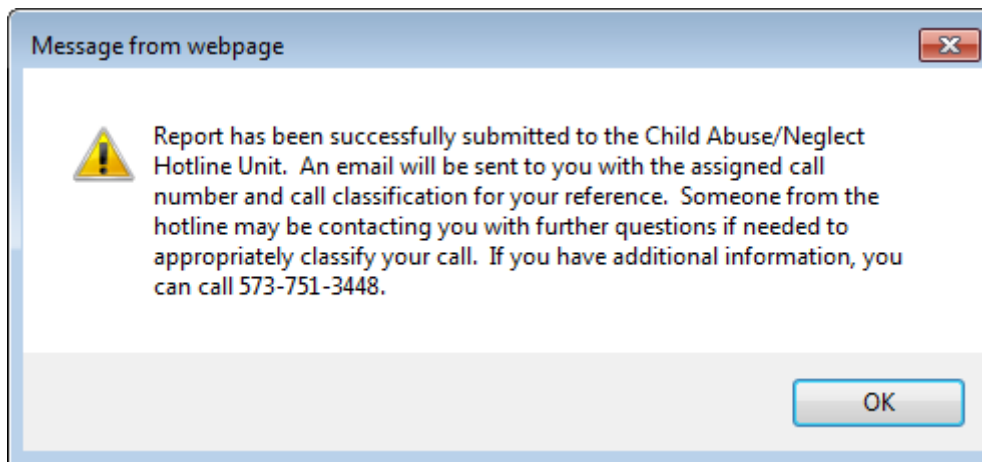 Message from webpage
Report has been successfully submitted to the Child Abuse/Neglect
Hotline Unit.  An email will be sent to you with the assigned call
number and call classification for your reference.  Someone from the
hotline may be contacting you with further questions if needed to
appropriately classify your call.  If you have additional information, you
can call 573-751-3448.
OK